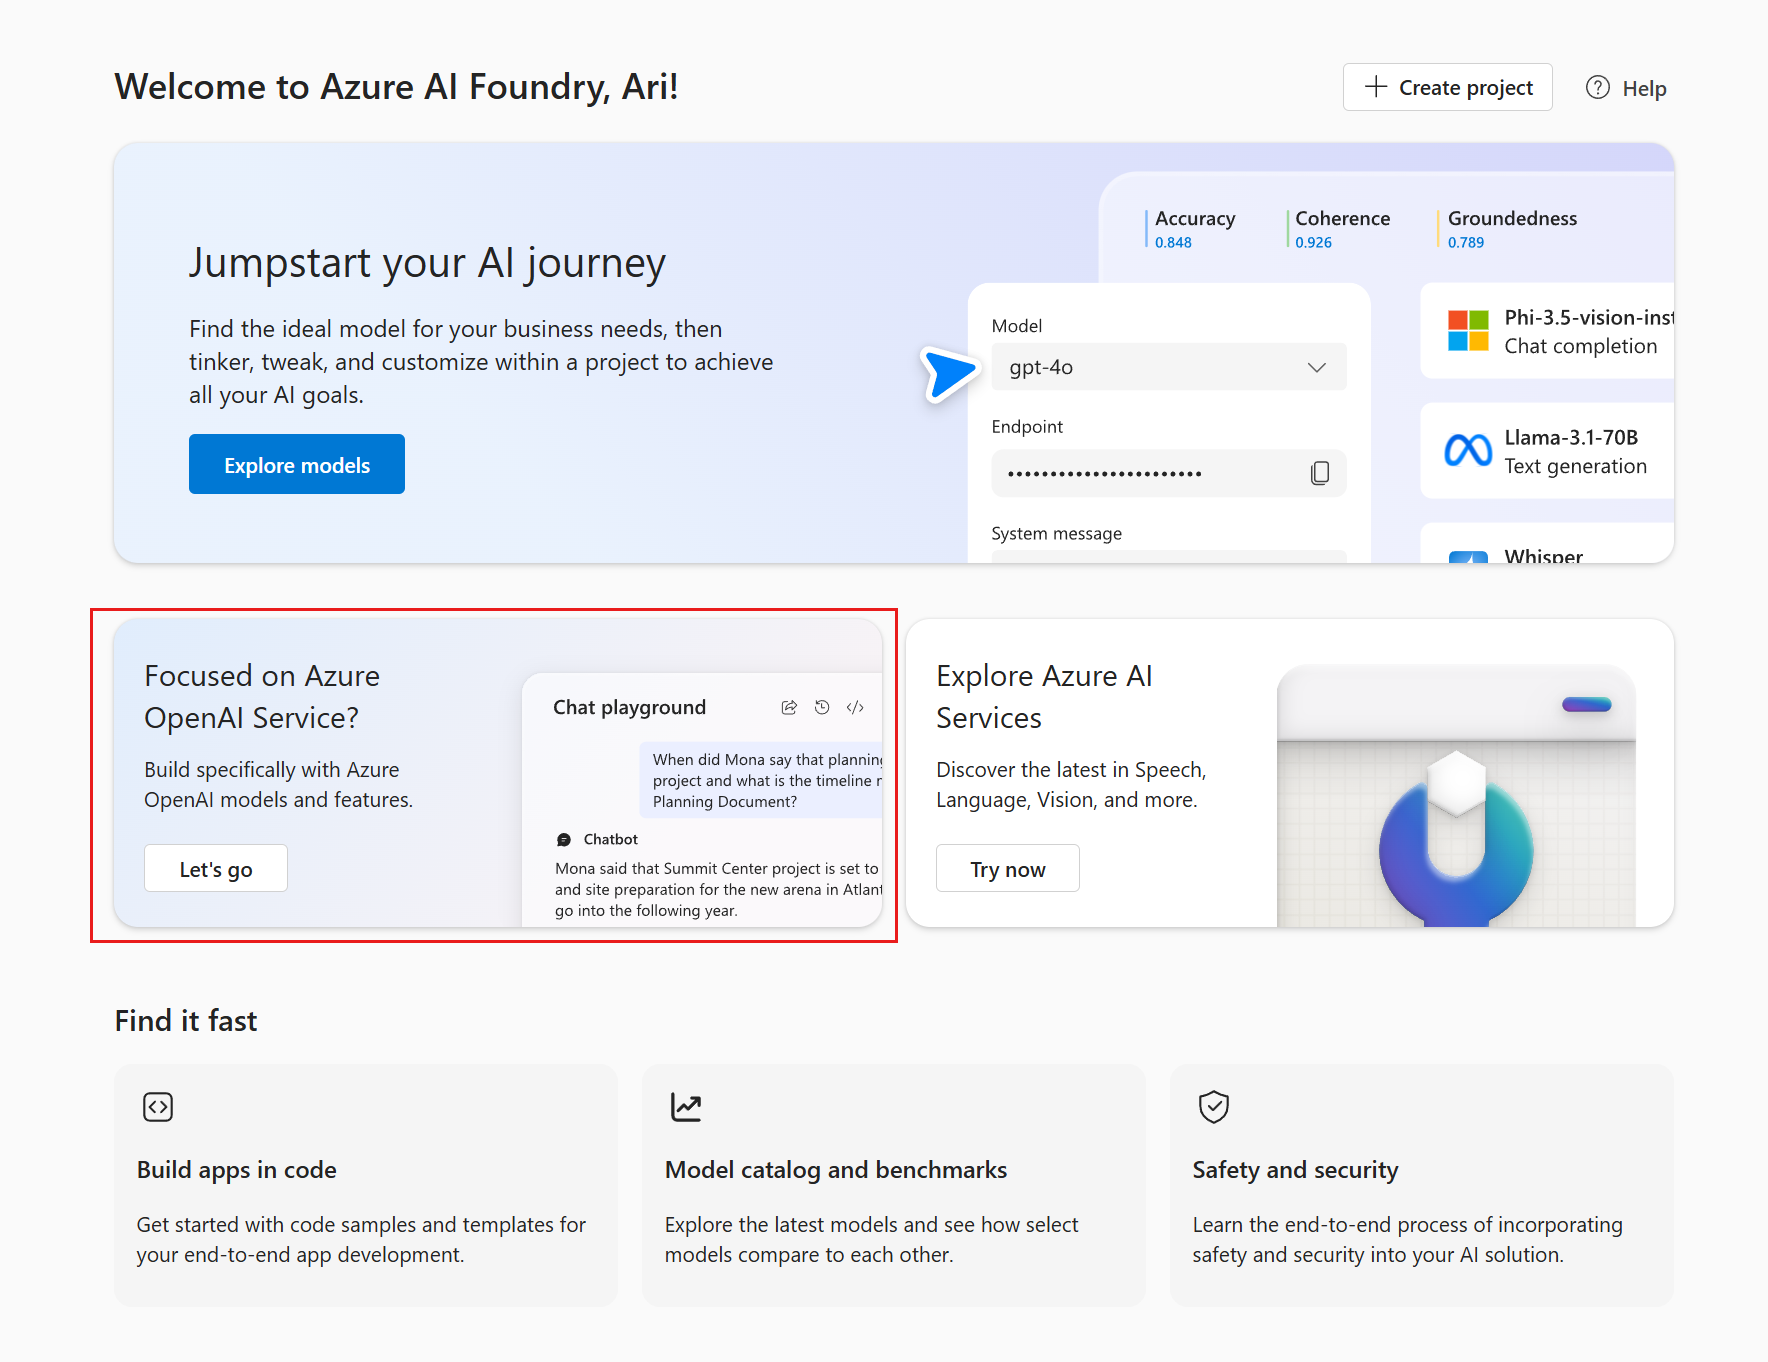 Welcome to Azure AI Foundry, Ari!
Create project
Help
Jumpstart your AI journey
Find the ideal model for your business needs, then
tinker, tweak, and customize within a project to achieve
all your AI goals.
Explore models
Accuracy
0.848
Coherence
0.926
Groundedness
0.789
Model
gpt-4o
Endpoint
System message
Phi-3.5-vision-inst
Chat completion
Llama-3.1-70B
Text generation
Whisper
Focused on Azure
OpenAI Service?
Build specifically with Azure
OpenAI models and features.
Let's go
Chat playground
When did Mona say that planning
project and what is the timeline
Planning Document?
Chatbot
Mona said that Summit Center project is set to
and site preparation for the new arena in Atlant
go into the following year.
Explore Azure AI
Services
Discover the latest in Speech,
Language, Vision, and more.
Try now
Find it fast
Build apps in code
Get started with code samples and templates for
your end-to-end app development.
Model catalog and benchmarks
Explore the latest models and see how select
models compare to each other.
Safety and security
Learn the end-to-end process of incorporating
safety and security into your AI solution.